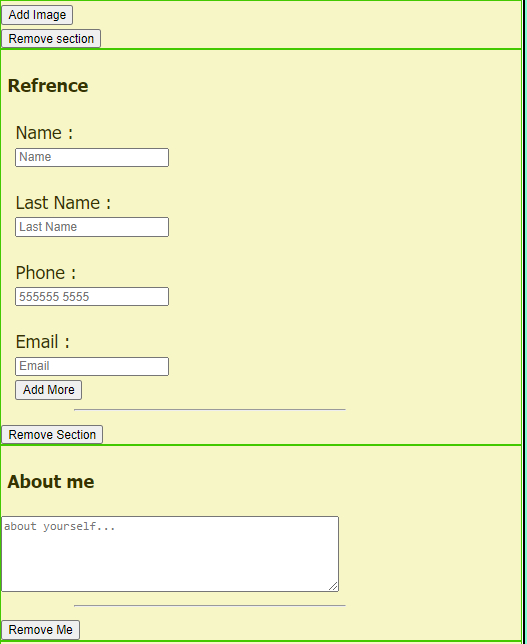 Add Image
Remove section
Refrence
Name :
Name
Last Name :
Last Name
Phone :
555555 5555
Email :
Email
Add More
Remove Section
About me
about yourself...
Remove Me